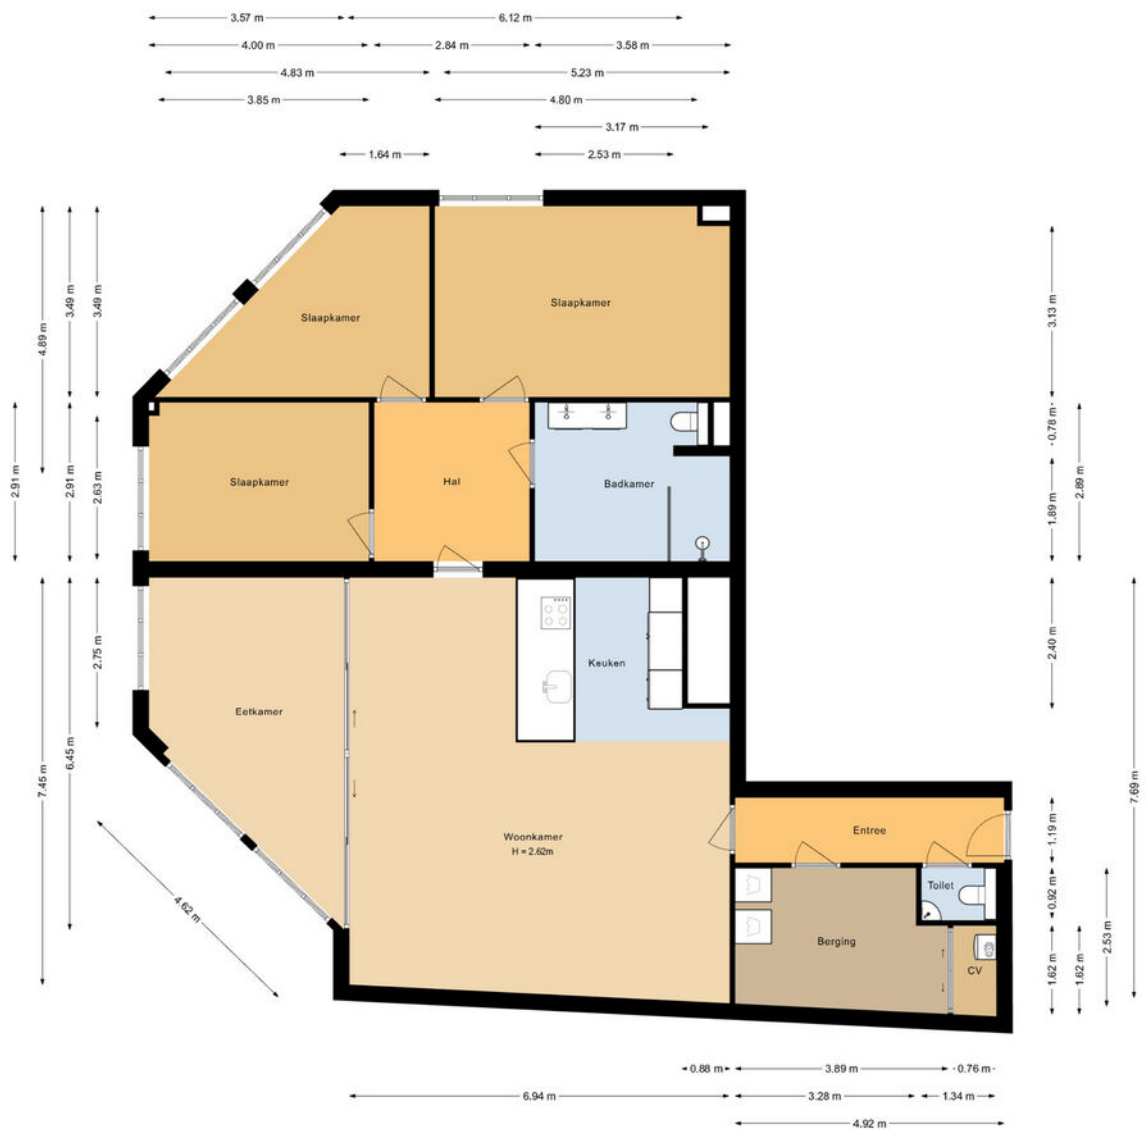 3.57 m
6.12 m
4.00 m
2.84 m
3.58 m
4.83 m
5.23 m
3.85 m
4.80 m
3.17 m
1.64 m
2.53 m
4.89 m
3.49 m
3.49 m
3.13 m
Slaapkamer
Slaapkamer
2.91 m
2.91 m
2.63 m
Slaapkamer
Hal
Badkamer
0.78 m
1.89 m
2.89 m
7.45 m
6.45 m
2.75 m
Keuken
2.40 m
7.69 m
Eetkamer
Woonkamer
H = 2.62m
Entree
1.19 m
4.62 m
Toilet
0.92 m
2.53 m
Berging
CV
1.62 m
1.62 m
0.88 m
3.89 m
0.76 m
6.94 m
3.28 m
1.34 m
4.92 m